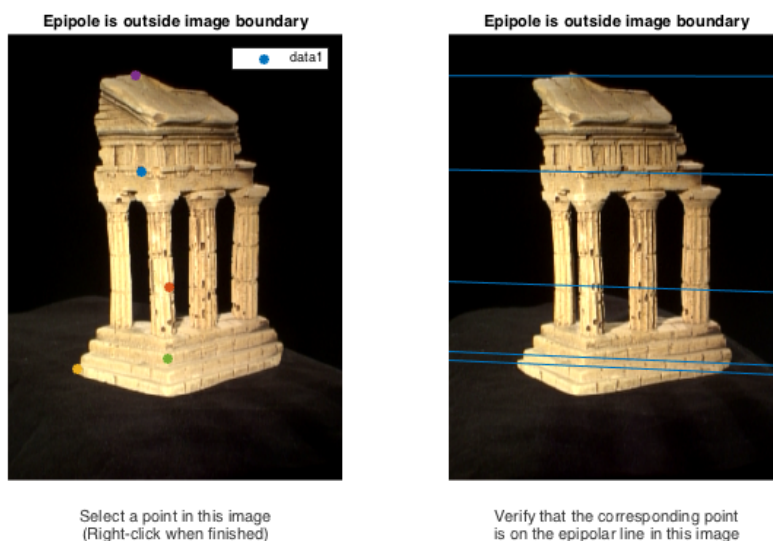 Epipole is outside image boundary
data1
Select a point in this image
(Right-click when finished)
Epipole is outside image boundary
Verify that the corresponding point
is on the epipolar line in this image